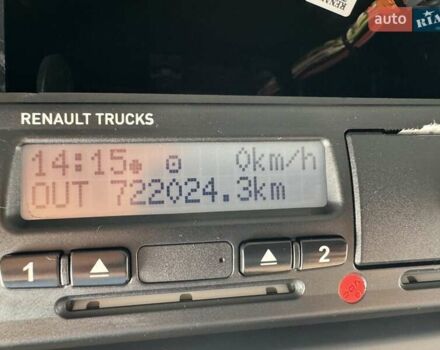 auto RIA
RENAULT TRUCKS
14:15 0km/h
OUT 722024.3km
1 2